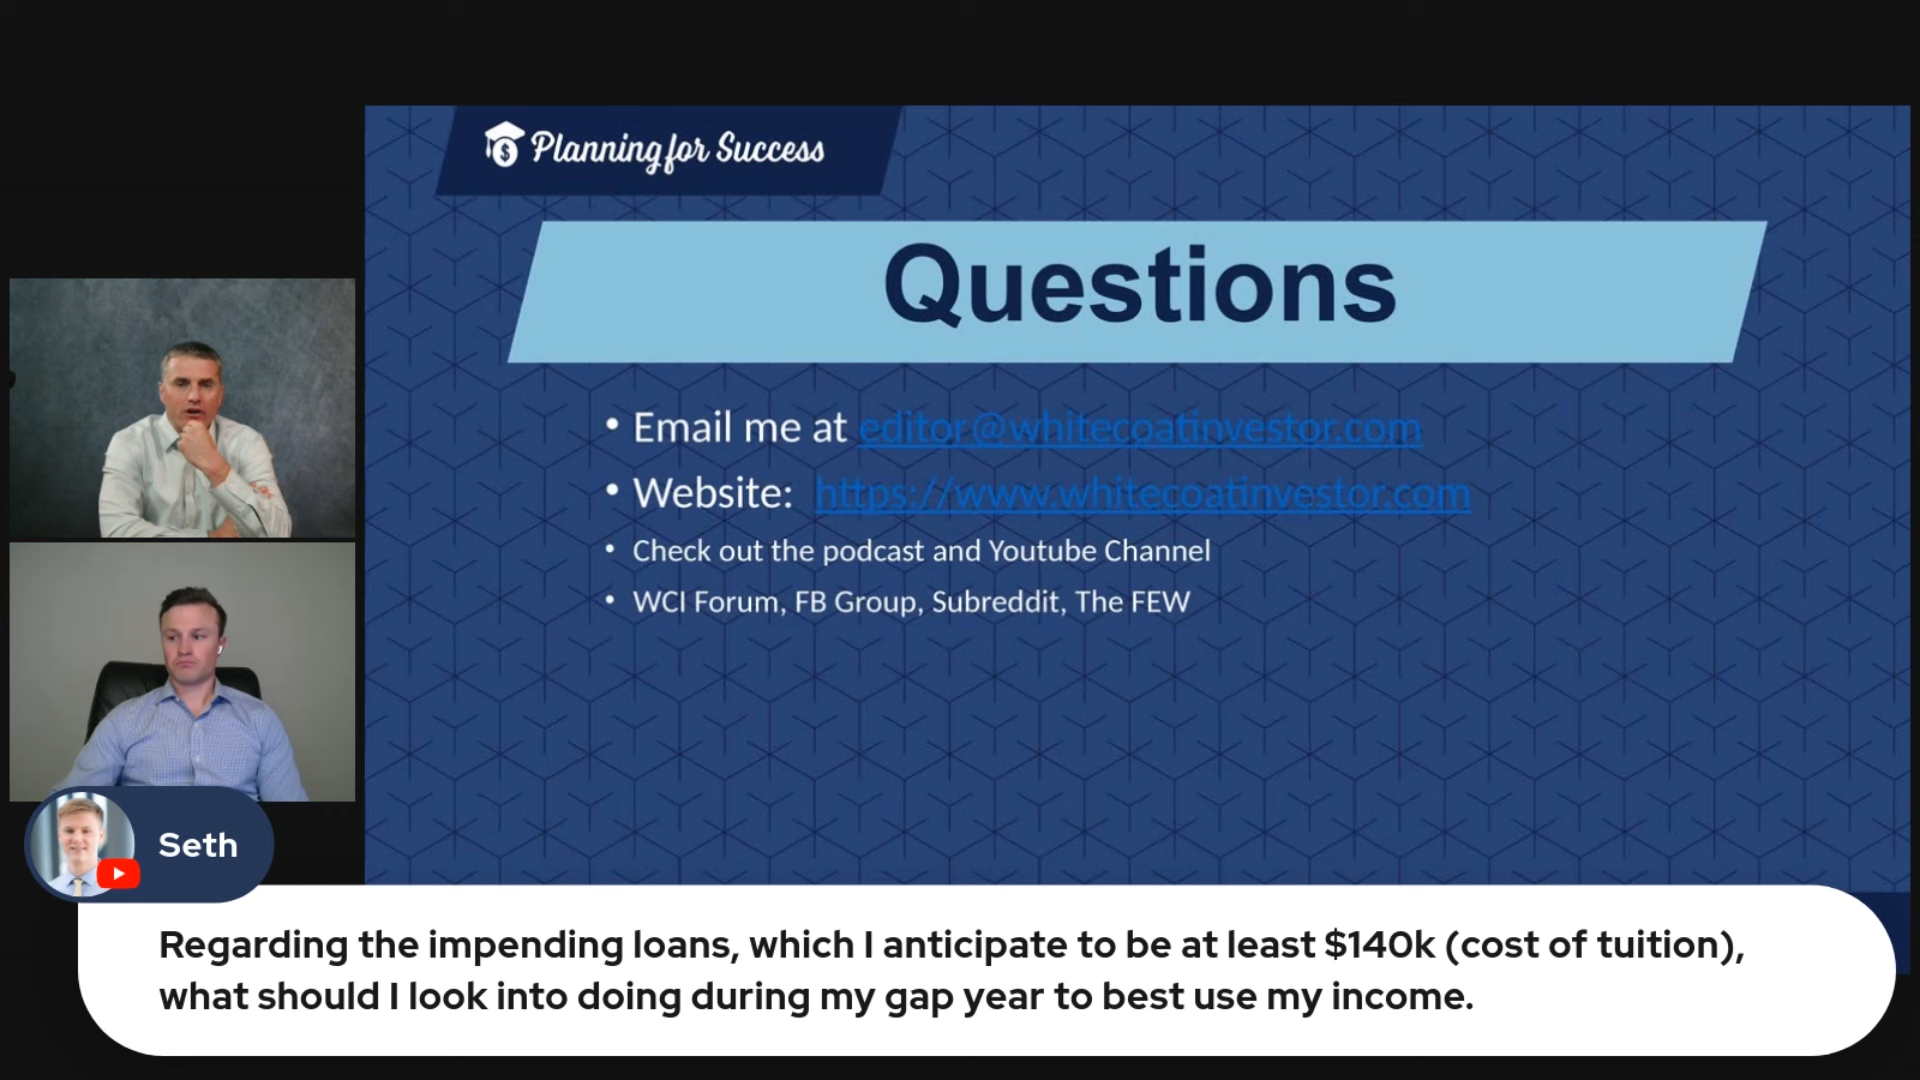 Planning for Success
Questions
• Email me at editor@whitecoatinvestor.com
• Website: https://www.whitecoatinvestor.com
• Check out the podcast and Youtube Channel
• WCI Forum, FB Group, Subreddit, The FEW
Seth
Regarding the impending loans, which I anticipate to be at least $140k (cost of tuition),
what should I look into doing during my gap year to best use my income.